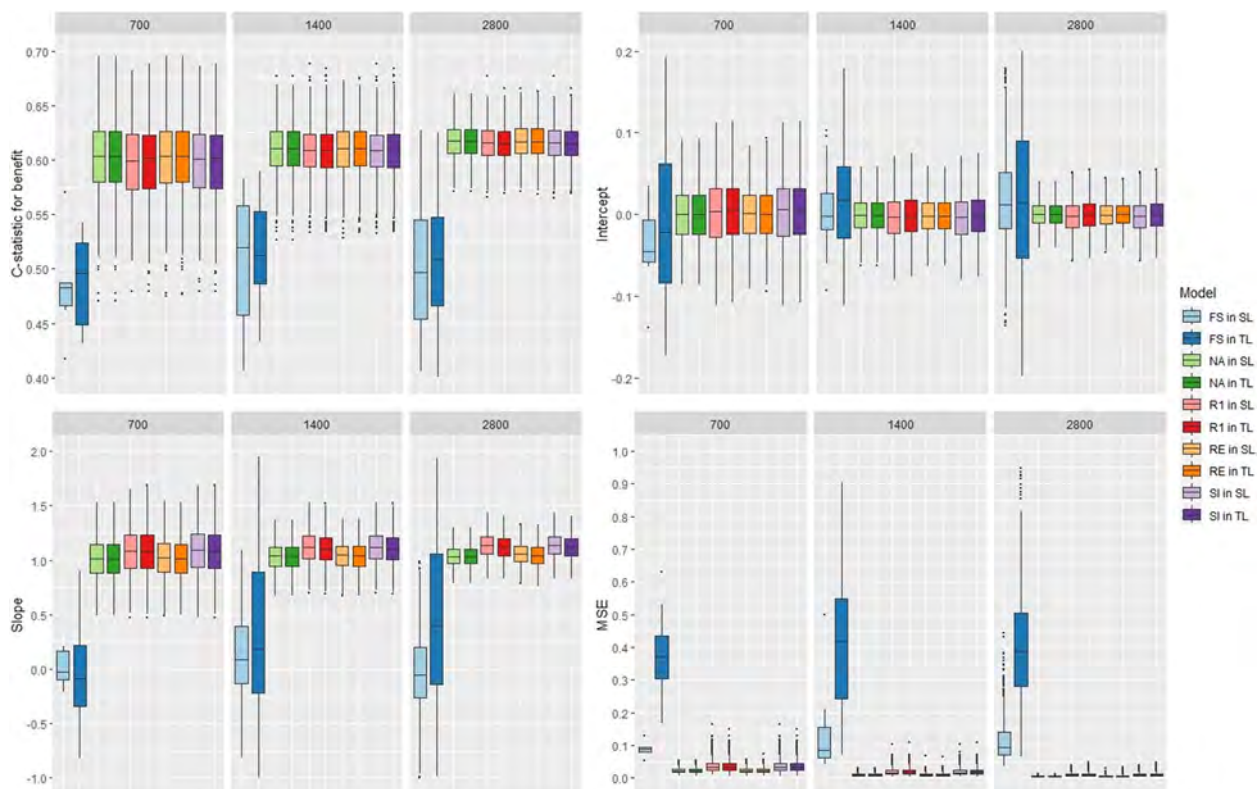 700 1400 2800
C-statistic for benefit
0.70
0.65
0.60
0.55
0.50
0.45
0.40
700 1400 2800
Intercept
0.2
0.1
0.0
-0.1
-0.2
700 1400 2800
Slope
2.0
1.5
1.0
0.5
0.0
-0.5
-1.0
700 1400 2800
MSE
1.0
0.9
0.8
0.7
0.6
0.5
0.4
0.3
0.2
0.1
0.0
Model
FS in SL
FS in TL
NA in SL
NA in TL
R1 in SL
R1 in TL
RE in SL
RE in TL
SI in SL
SI in TL